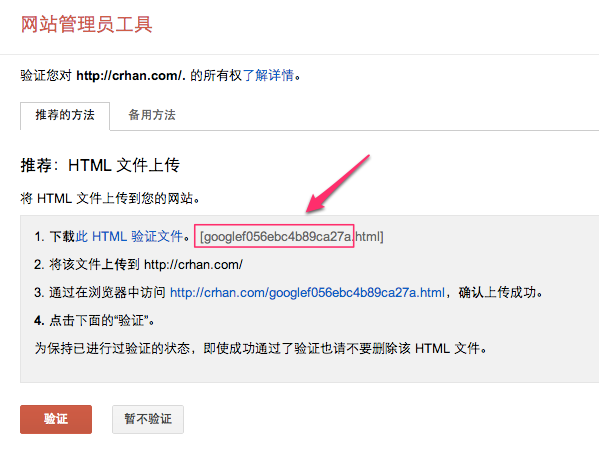 网站管理员工具
验证您对 http://crhan.com/. 的所有权了解详情。
推荐的方法 备用方法
推荐：HTML 文件上传
将 HTML 文件上传到您的网站。
1. 下载此 HTML 验证文件。 [googlef056ebc4b89ca27a.html]
2. 将该文件上传到 http://crhan.com/
3. 通过在浏览器中访问 http://crhan.com/googlef056ebc4b89ca27a.html，确认上传成功。
4. 点击下面的“验证”。
为保持已进行过验证的状态，即使成功通过了验证也请不要删除该 HTML 文件。
验证 暂不验证